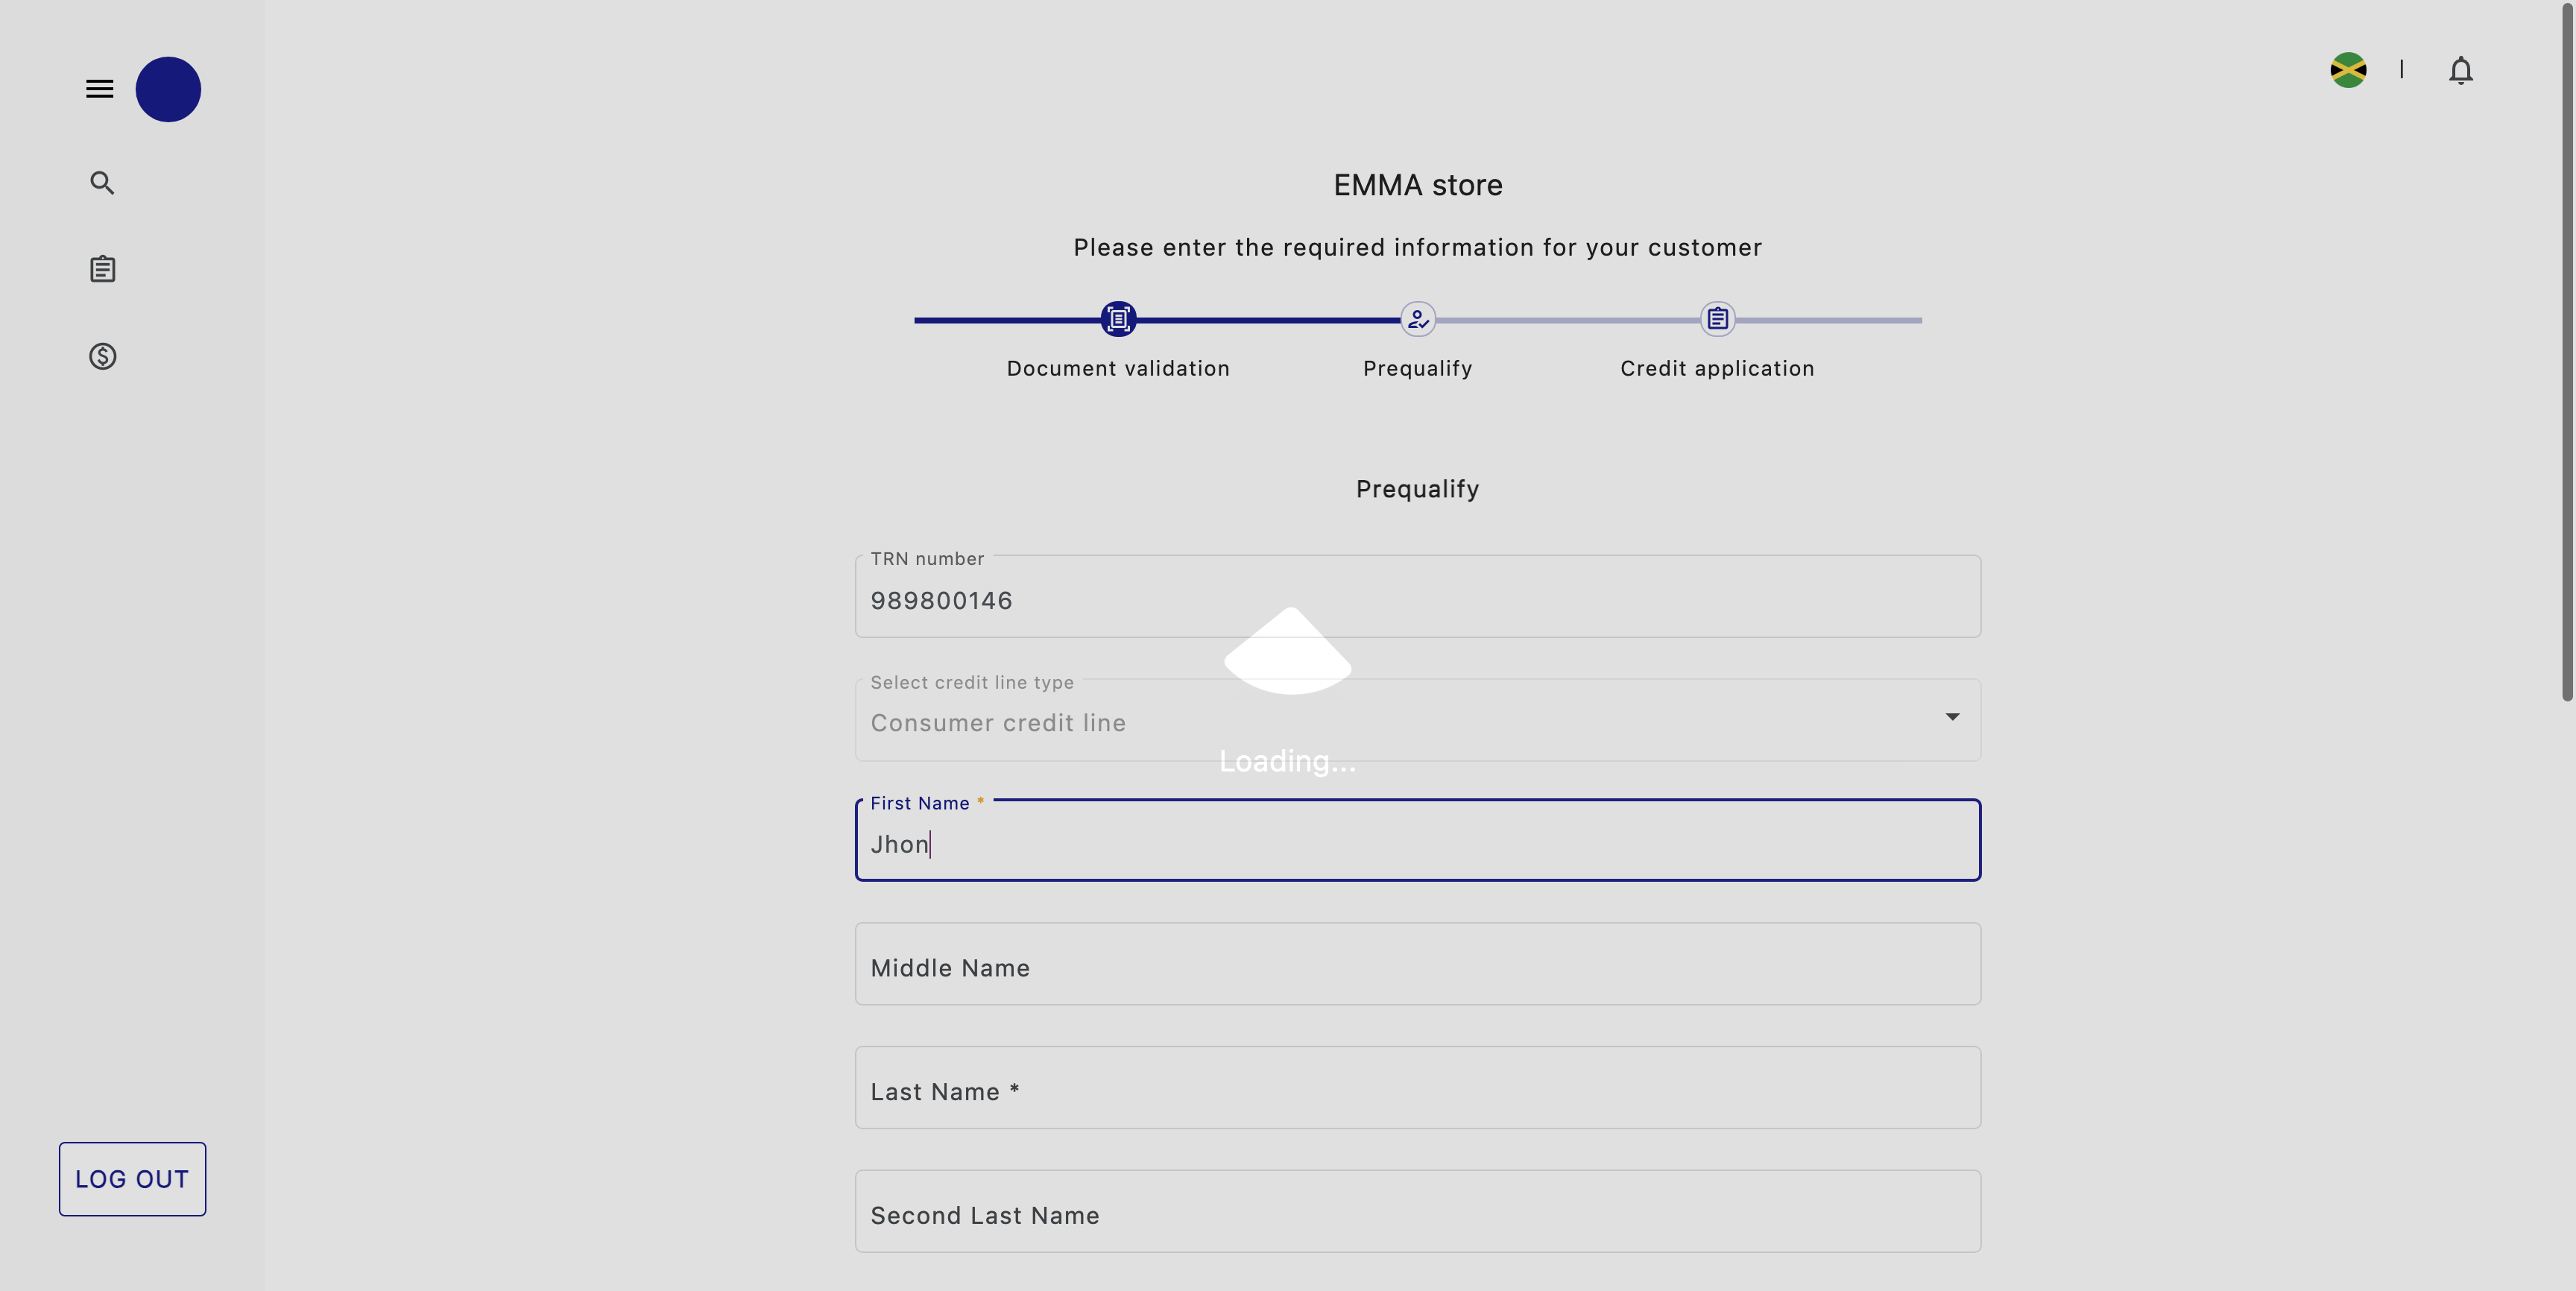 EMMA store
Please enter the required information for your customer
Document validation
Prequalify
Credit application
Prequalify
TRN number
989800146
Select credit line type
Consumer credit line
Loading...
First Name *
Jhon
Middle Name
Last Name *
Second Last Name
LOG OUT